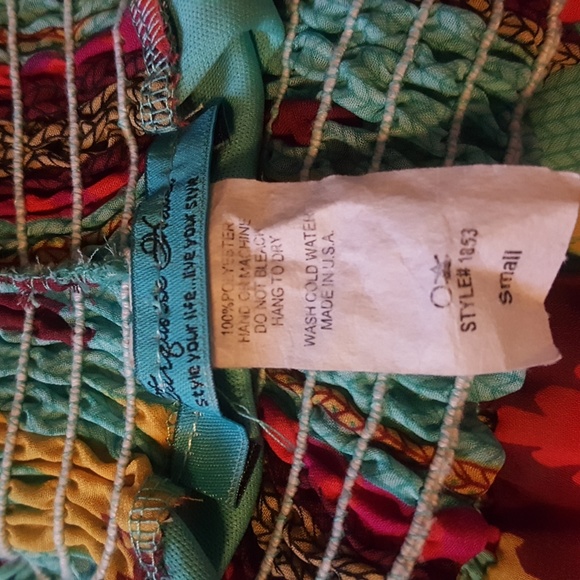 Turquoise
style your life...live your style
100%POLYESTER
HAND OR MACHINE
DO NOT BLEACH
HANG TO DRY
WASH COLD WATER
MADE IN U.S.A.
STYLE# 1853
small